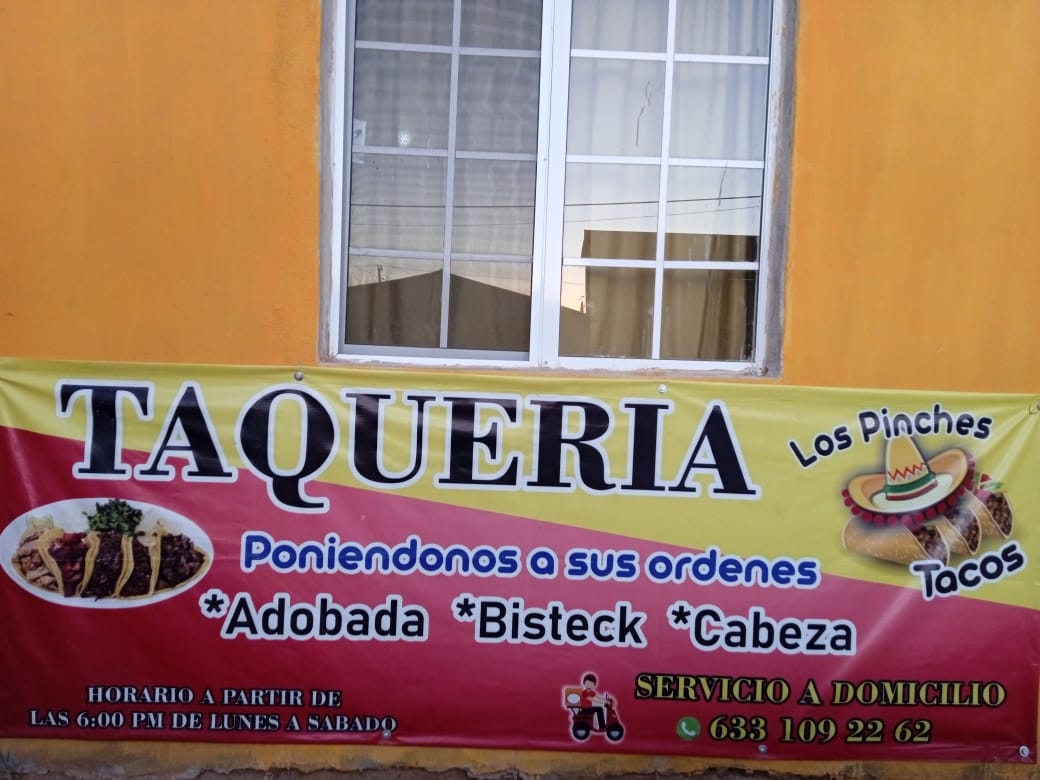 TAQUERIA
Los Pinches
Tacos
Poniendonos a sus ordenes
*Adobada *Bisteck *Cabeza
HORARIO A PARTIR DE
LAS 6:00 PM DE LUNES A SABADO
SERVICIO A DOMICILIO
633 109 22 62